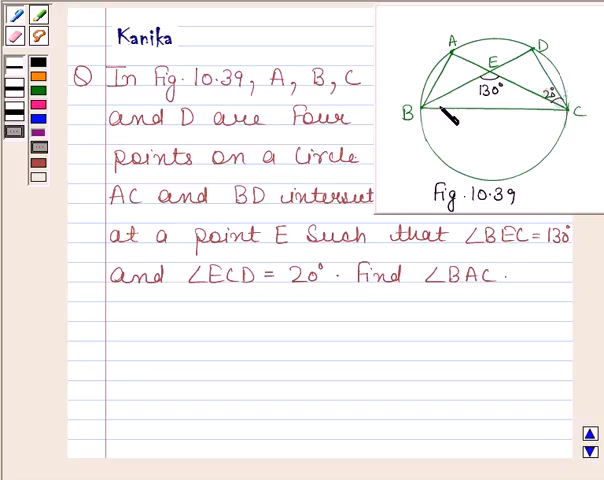 Kanika
Q In Fig. 10.39, A, B, C
and D are four
points on a Circle
AC and BD intersect
at a point E Such that ∠BEC = 130°
and ∠ECD = 20°. Find ∠BAC.
A
D
E
130°
20°
B
C
Fig. 10.39